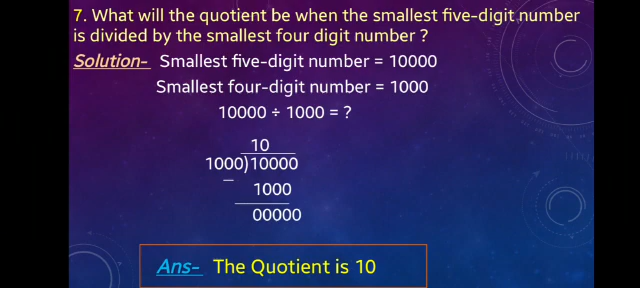 7. What will the quotient be when the smallest five-digit number
is divided by the smallest four digit number ?
Solution- Smallest five-digit number = 10000
Smallest four-digit number = 1000
10000 ÷ 1000 = ?
10
1000)10000
− 1000
00000
Ans- The Quotient is 10